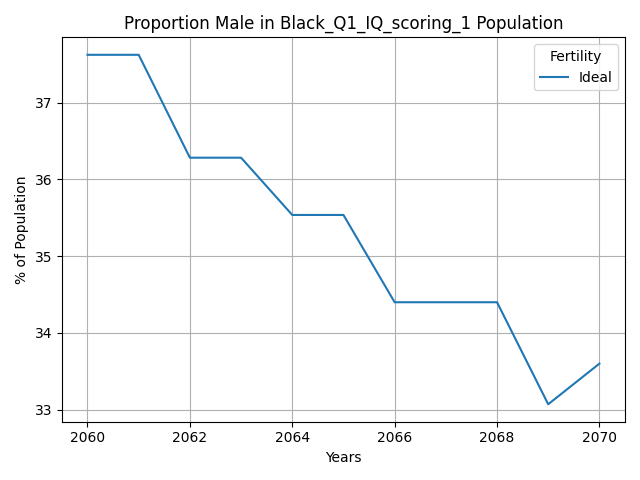 Proportion Male in Black_Q1_IQ_scoring_1 Population
Fertility
Ideal
% of Population
37
36
35
34
33
2060 2062 2064 2066 2068 2070
Years